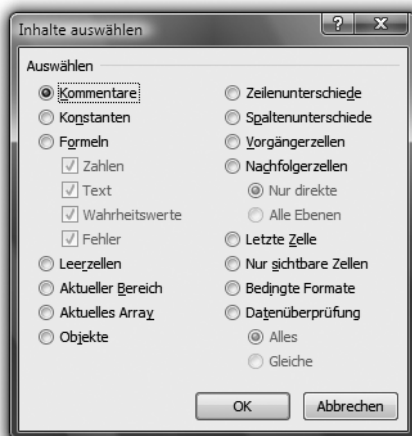 Inhalte auswählen
?
X
Auswählen
Kommentare
Konstanten
Formeln
Zahlen
Text
Wahrheitswerte
Fehler
Leerzellen
Aktueller Bereich
Aktuelles Array
Objekte
Zeilenunterschiede
Spaltenunterschiede
Vorgängerzellen
Nachfolgerzellen
Nur direkte
Alle Ebenen
Letzte Zelle
Nur sichtbare Zellen
Bedingte Formate
Datenüberprüfung
Alles
Gleiche
OK
Abbrechen